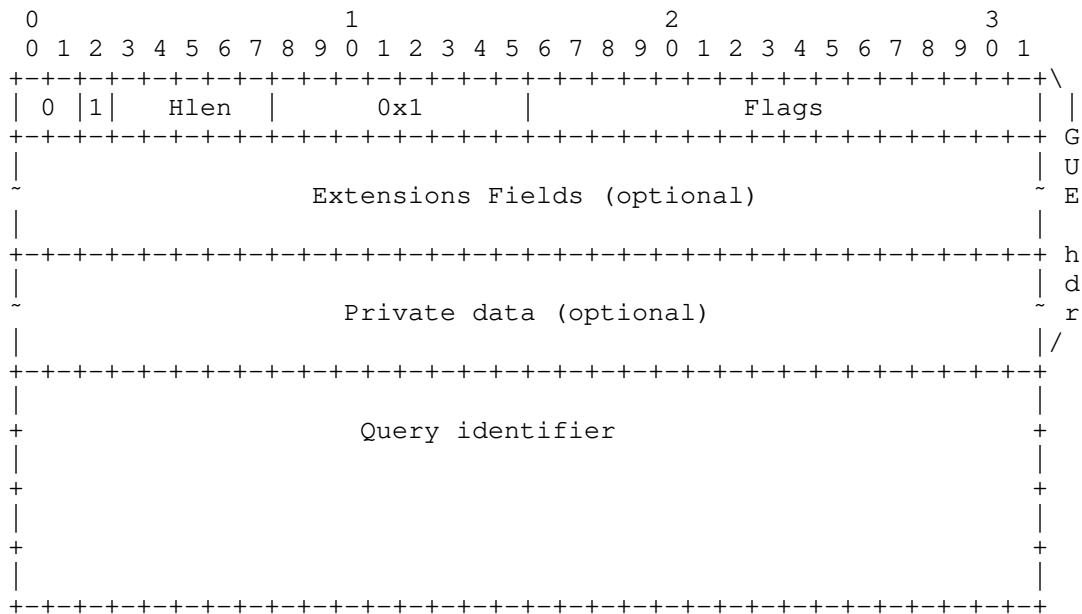 0                   1                   2                   3
 0 1 2 3 4 5 6 7 8 9 0 1 2 3 4 5 6 7 8 9 0 1 2 3 4 5 6 7 8 9 0 1
+-+-+-+-+-+-+-+-+-+-+-+-+-+-+-+-+-+-+-+-+-+-+-+-+-+-+-+-+-+-+-+-+\
| 0 |1|   Hlen  |      0x1      |             Flags             | |
+-+-+-+-+-+-+-+-+-+-+-+-+-+-+-+-+-+-+-+-+-+-+-+-+-+-+-+-+-+-+-+-+ G
|                                                               | U
~                  Extensions Fields (optional)                 ~ E
|                                                               |
+-+-+-+-+-+-+-+-+-+-+-+-+-+-+-+-+-+-+-+-+-+-+-+-+-+-+-+-+-+-+-+-+ h
|                                                               | d
~                    Private data (optional)                    ~ r
|                                                               |/
+-+-+-+-+-+-+-+-+-+-+-+-+-+-+-+-+-+-+-+-+-+-+-+-+-+-+-+-+-+-+-+-+
|                                                               |
+                     Query identifier                          +
|                                                               |
+                                                               +
|                                                               |
+                                                               +
|                                                               |
+-+-+-+-+-+-+-+-+-+-+-+-+-+-+-+-+-+-+-+-+-+-+-+-+-+-+-+-+-+-+-+-+